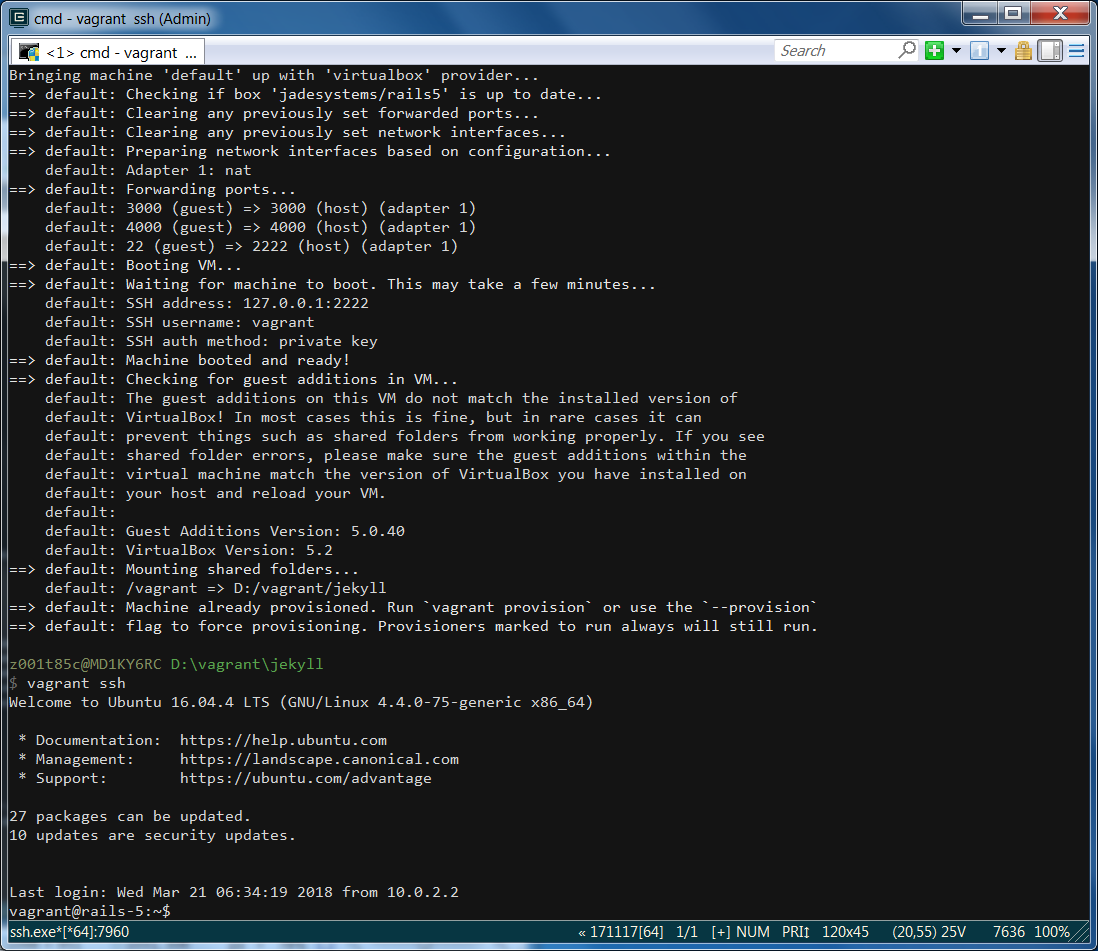 cmd - vagrant  ssh (Admin)
<1> cmd - vagrant  ...
Search
Bringing machine 'default' up with 'virtualbox' provider...
==> default: Checking if box 'jadesystems/rails5' is up to date...
==> default: Clearing any previously set forwarded ports...
==> default: Clearing any previously set network interfaces...
==> default: Preparing network interfaces based on configuration...
    default: Adapter 1: nat
==> default: Forwarding ports...
    default: 3000 (guest) => 3000 (host) (adapter 1)
    default: 4000 (guest) => 4000 (host) (adapter 1)
    default: 22 (guest) => 2222 (host) (adapter 1)
==> default: Booting VM...
==> default: Waiting for machine to boot. This may take a few minutes...
    default: SSH address: 127.0.0.1:2222
    default: SSH username: vagrant
    default: SSH auth method: private key
==> default: Machine booted and ready!
==> default: Checking for guest additions in VM...
    default: The guest additions on this VM do not match the installed version of
    default: VirtualBox! In most cases this is fine, but in rare cases it can
    default: prevent things such as shared folders from working properly. If you see
    default: shared folder errors, please make sure the guest additions within the
    default: virtual machine match the version of VirtualBox you have installed on
    default: your host and reload your VM.
    default:
    default: Guest Additions Version: 5.0.40
    default: VirtualBox Version: 5.2
==> default: Mounting shared folders...
    default: /vagrant => D:/vagrant/jekyll
==> default: Machine already provisioned. Run `vagrant provision` or use the `--provision`
==> default: flag to force provisioning. Provisioners marked to run always will still run.
z001t85c@MD1KY6RC D:\vagrant\jekyll
$ vagrant ssh
Welcome to Ubuntu 16.04.4 LTS (GNU/Linux 4.4.0-75-generic x86_64)
 * Documentation:  https://help.ubuntu.com
 * Management:     https://landscape.canonical.com
 * Support:        https://ubuntu.com/advantage
27 packages can be updated.
10 updates are security updates.
Last login: Wed Mar 21 06:34:19 2018 from 10.0.2.2
vagrant@rails-5:~$
ssh.exe*[*64]:7960 « 171117[64] 1/1 [+] NUM PRI↕ 120x45 (20,55) 25V 7636 100%